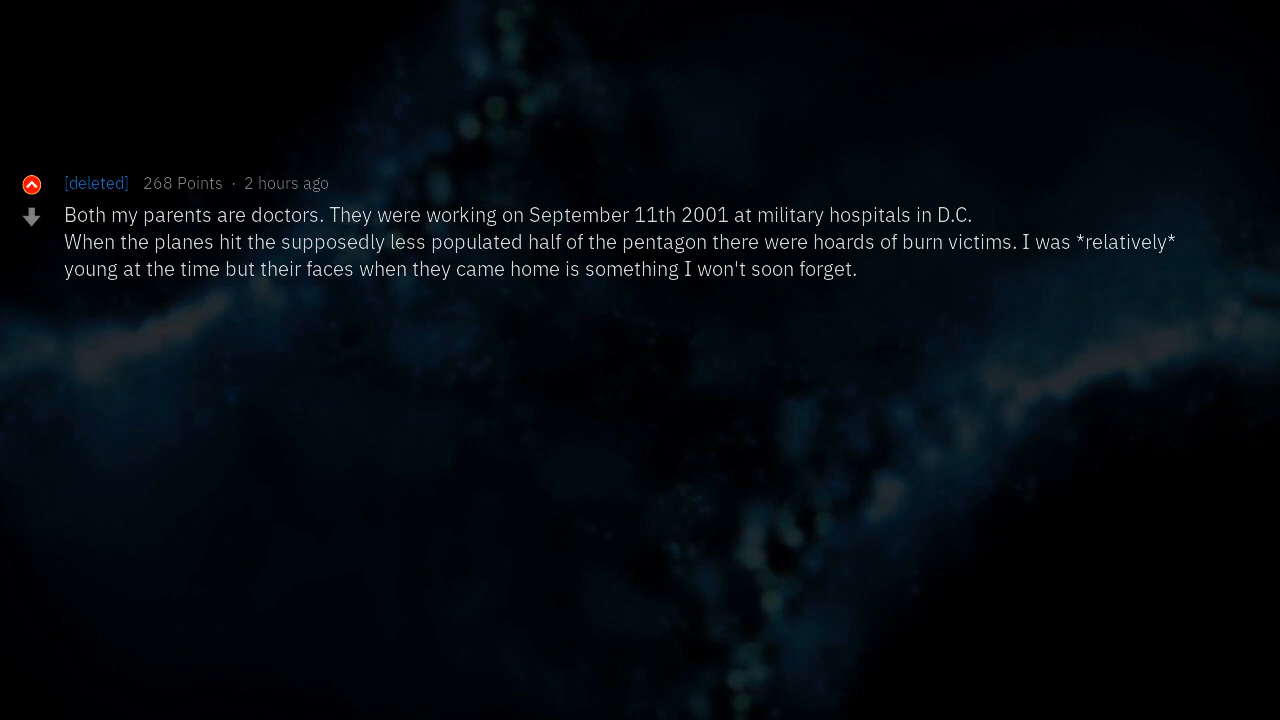 [deleted] 268 Points · 2 hours ago
Both my parents are doctors. They were working on September 11th 2001 at military hospitals in D.C.
When the planes hit the supposedly less populated half of the pentagon there were hoards of burn victims. I was *relatively*
young at the time but their faces when they came home is something I won't soon forget.